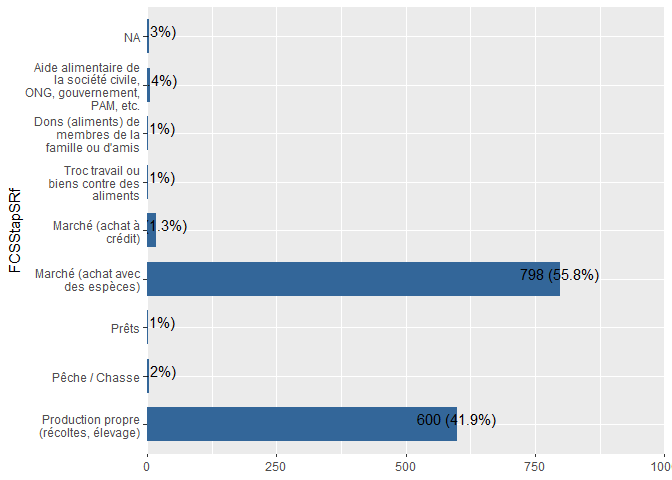 NA
3%)
Aide alimentaire de
la société civile,
ONG, gouvernement,
PAM, etc.
4%)
Dons (aliments) de
membres de la
famille ou d'amis
1%)
Troc travail ou
biens contre des
aliments
1%)
Marché (achat à
crédit)
1.3%)
Marché (achat avec
des espèces)
798 (55.8%)
Prêts
1%)
Pêche / Chasse
2%)
Production propre
(récoltes, élevage)
600 (41.9%)
FCSStapSRf
0
250
500
750
100